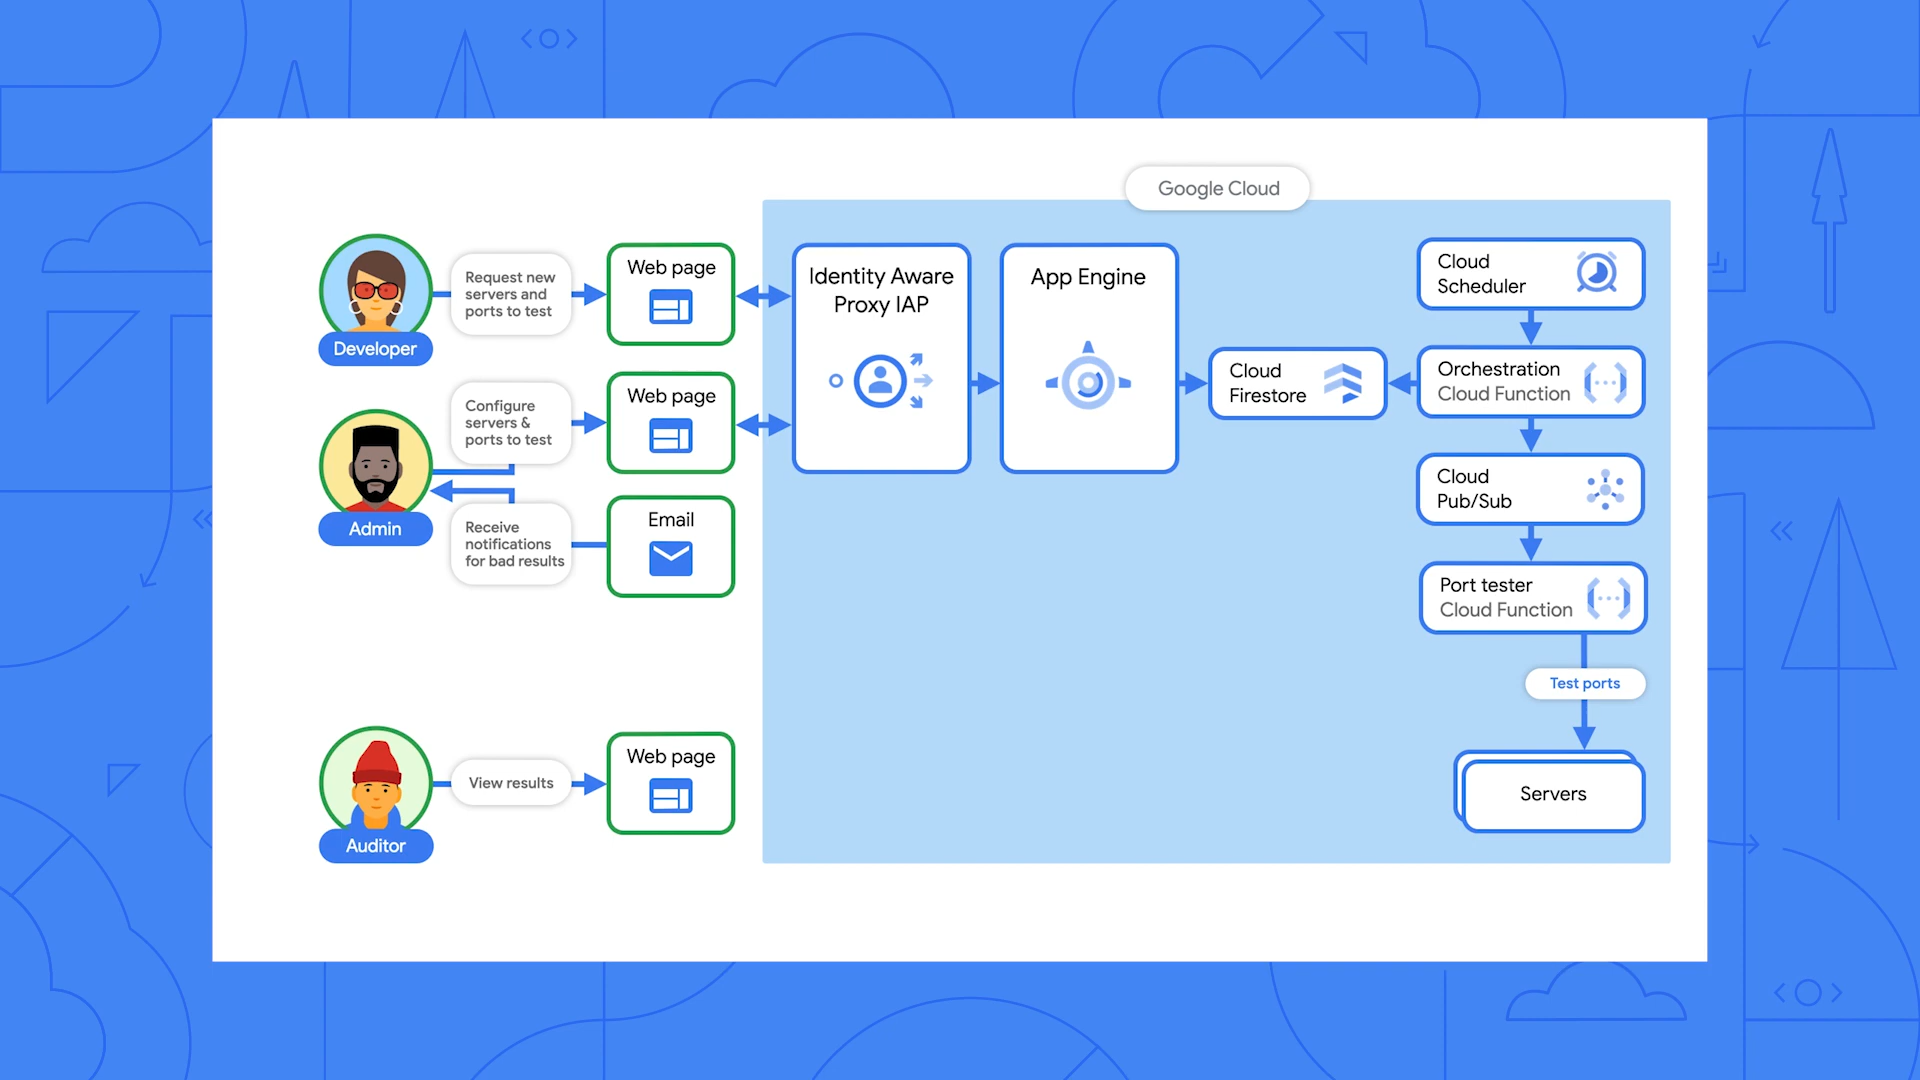 Google Cloud
Developer
Request new
servers and
ports to test
Web page
Identity Aware
Proxy IAP
App Engine
Cloud
Firestore
Cloud
Scheduler
Orchestration
Cloud Function
Cloud
Pub/Sub
Port tester
Cloud Function
Test ports
Servers
Admin
Configure
servers &
ports to test
Web page
Receive
notifications
for bad results
Email
Auditor
View results
Web page